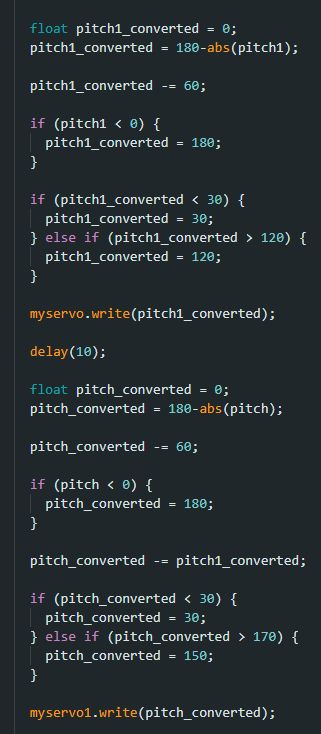 float pitch1_converted = 0;
pitch1_converted = 180-abs(pitch1);
pitch1_converted -= 60;
if (pitch1 < 0) {
pitch1_converted = 180;
}
if (pitch1_converted < 30) {
pitch1_converted = 30;
} else if (pitch1_converted > 120) {
pitch1_converted = 120;
}
myservo.write(pitch1_converted);
delay(10);
float pitch_converted = 0;
pitch_converted = 180-abs(pitch);
pitch_converted -= 60;
if (pitch < 0) {
pitch_converted = 180;
}
pitch_converted -= pitch1_converted;
if (pitch_converted < 30) {
pitch_converted = 30;
} else if (pitch_converted > 170) {
pitch_converted = 150;
}
myservo1.write(pitch_converted);